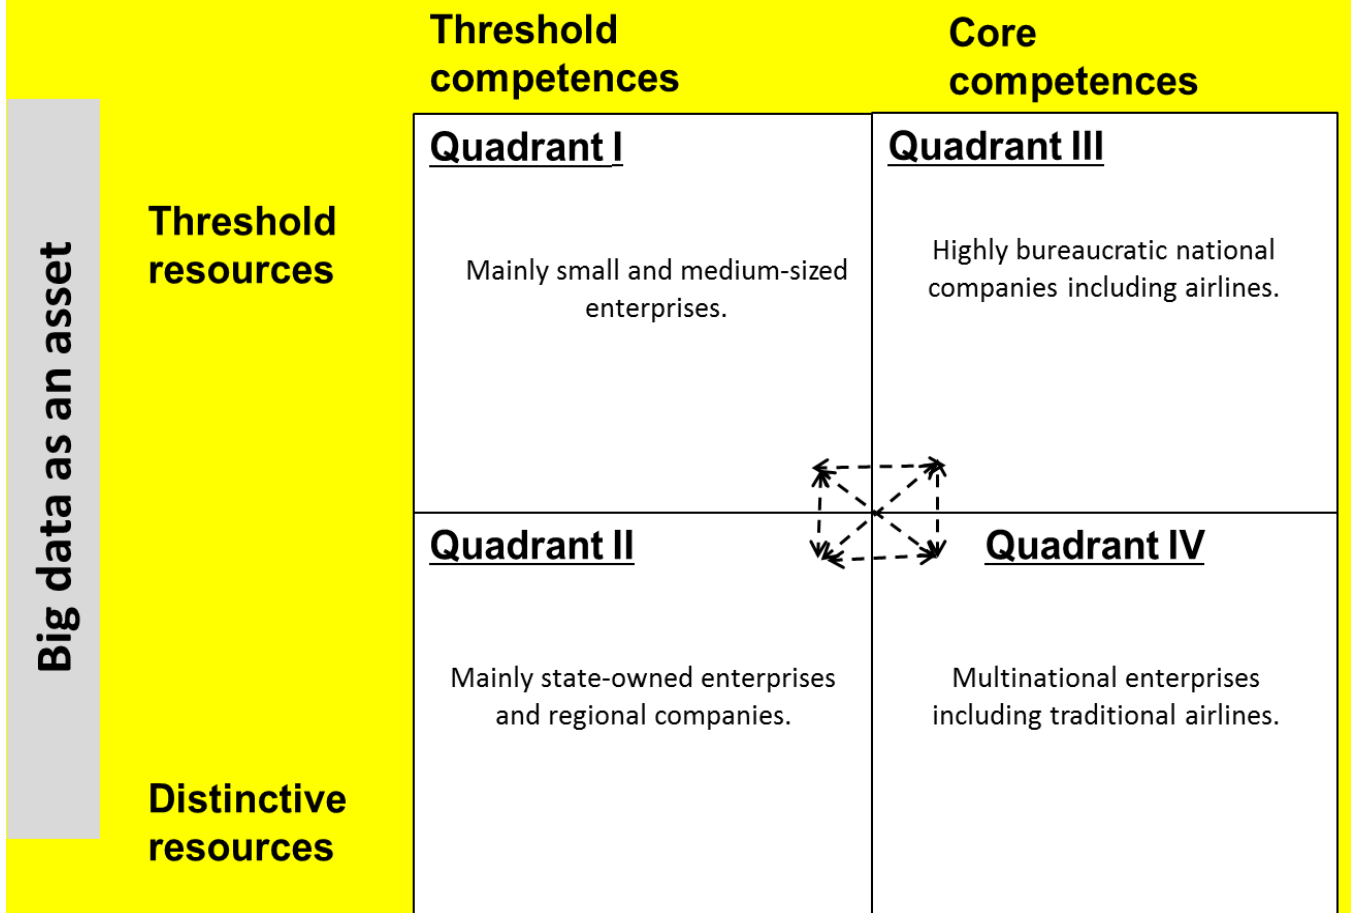 Threshold
competences
Core
competences
Big data as an asset
Threshold
resources
Quadrant I
Mainly small and medium-sized
enterprises.
Quadrant III
Highly bureaucratic national
companies including airlines.
Distinctive
resources
Quadrant II
Mainly state-owned enterprises
and regional companies.
Quadrant IV
Multinational enterprises
including traditional airlines.